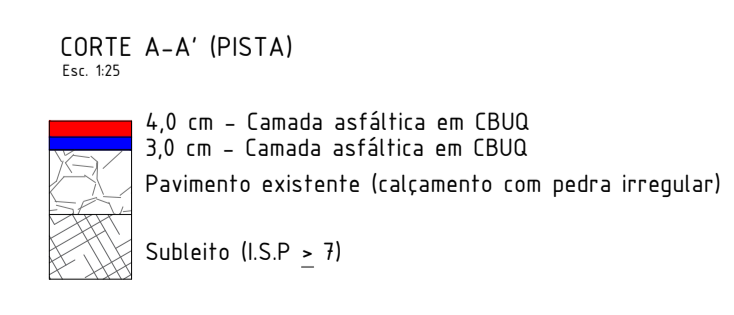 CORTE A-A' (PISTA)
Esc. 1:25
4,0 cm - Camada asfáltica em CBUQ
3,0 cm - Camada asfáltica em CBUQ
Pavimento existente (calçamento com pedra irregular)
Subleito (I.S.P ≥ 7)